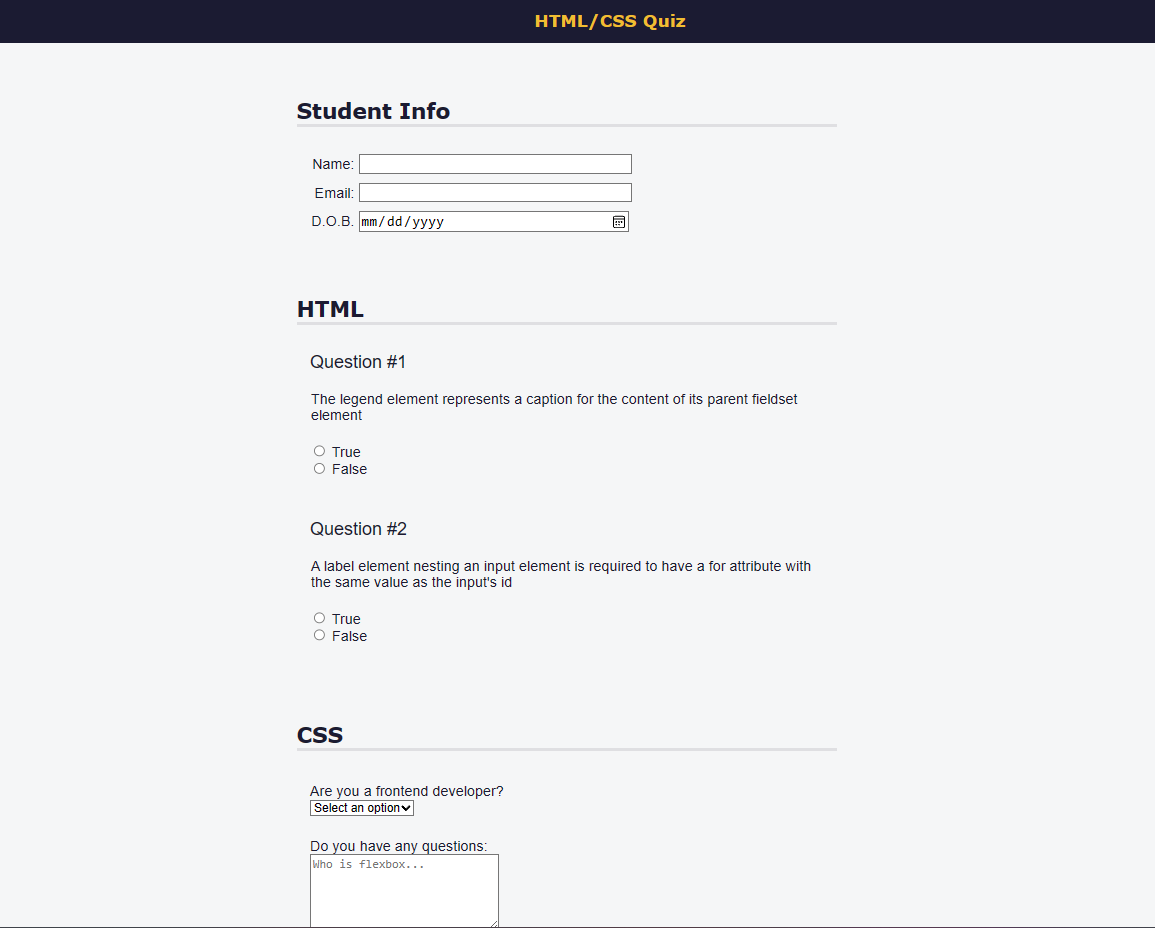 HTML/CSS Quiz
Student Info
Name:
Email:
D.O.B. mm/dd/yyyy
HTML
Question #1
The legend element represents a caption for the content of its parent fieldset
element
True
False
Question #2
A label element nesting an input element is required to have a for attribute with
the same value as the input's id
True
False
CSS
Are you a frontend developer?
Select an option
Do you have any questions:
Who is flexbox...